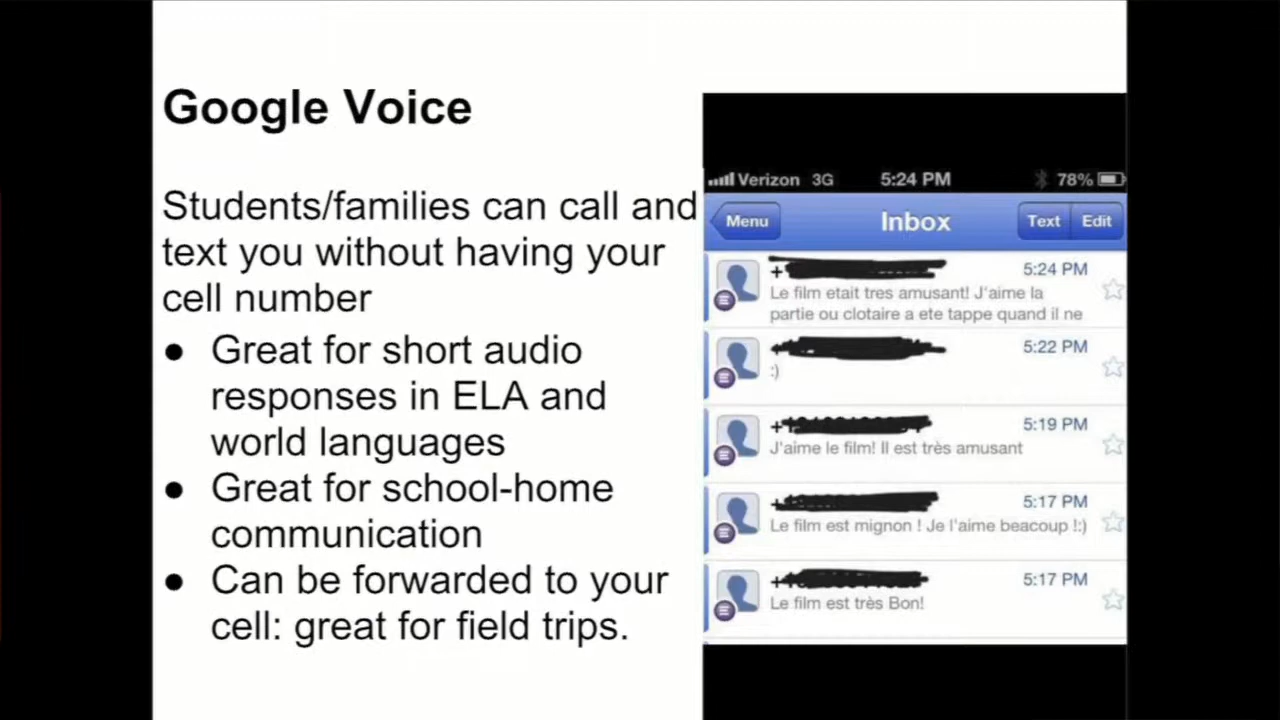 Google Voice
Students/families can call and
text you without having your
cell number
● Great for short audio
responses in ELA and
world languages
● Great for school-home
communication
● Can be forwarded to your
cell: great for field trips.
Verizon 3G 5:24 PM 78%
Menu Inbox Text Edit
+ 5:24 PM
Le film etait tres amusant! J'aime la
partie ou clotaire a ete tappe quand il ne
5:22 PM
:)
+ 5:19 PM
J'aime le film! Il est très amusant
+ 5:17 PM
Le film est mignon ! Je l'aime beacoup !:)
+ 5:17 PM
Le film est très Bon!